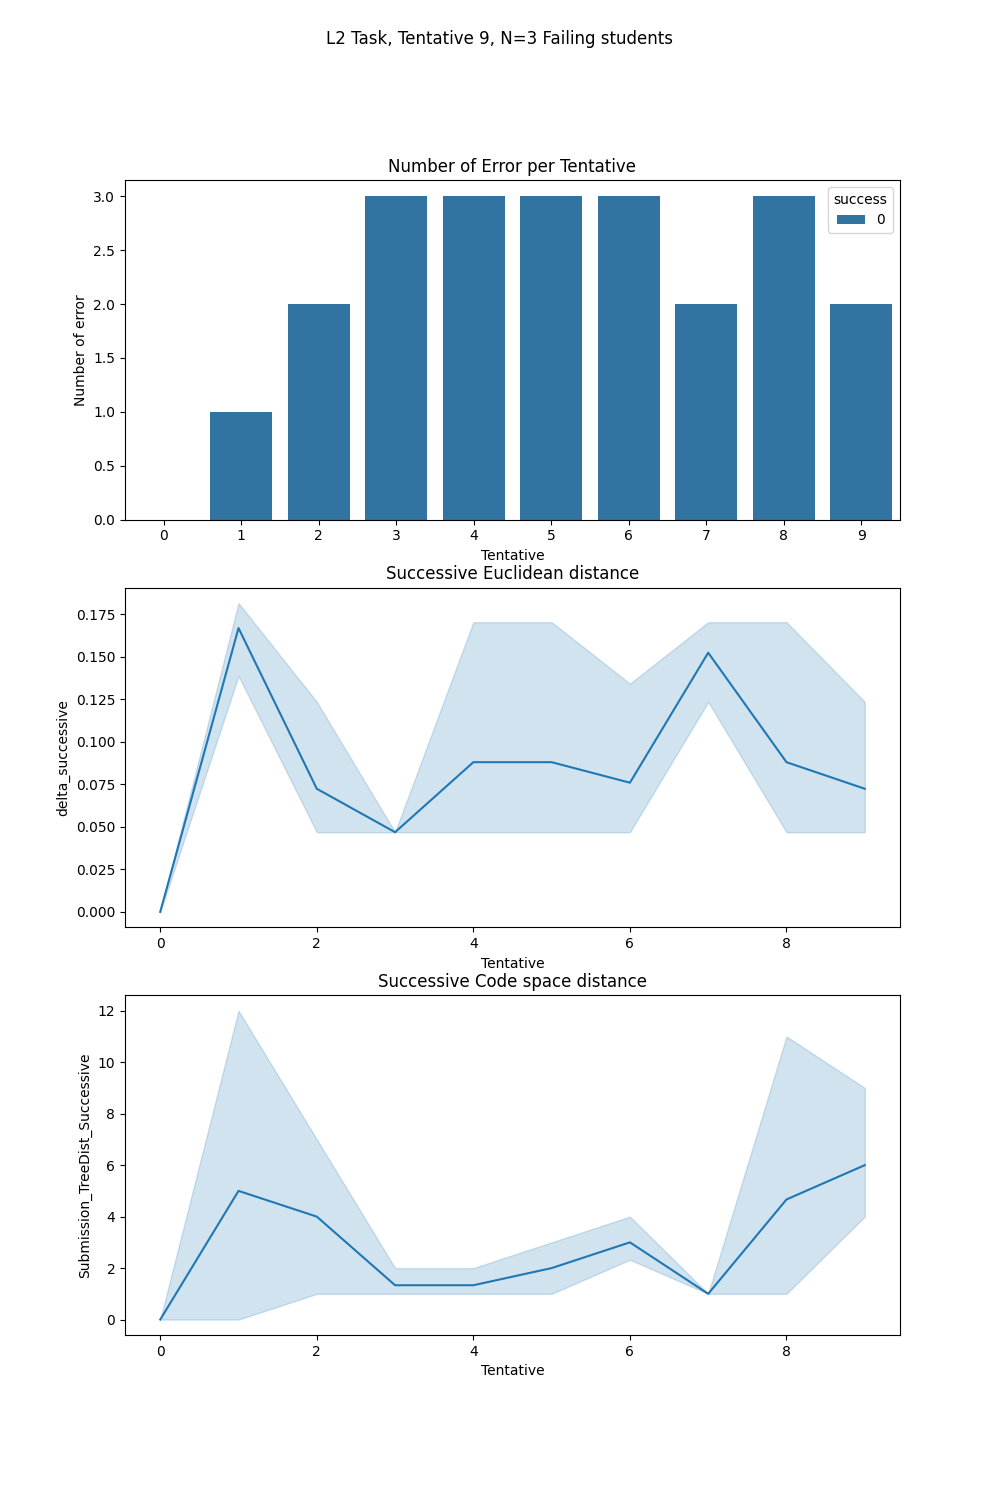 L2 Task, Tentative 9, N=3 Failing students
Number of Error per Tentative
3.0
2.5
2.0
1.5
1.0
0.5
0.0
Number of error
success
0
0 1 2 3 4 5 6 7 8 9
Tentative
Successive Euclidean distance
0.175
0.150
0.125
0.100
0.075
0.050
0.025
0.000
delta_successive
0 2 4 6 8
Tentative
Successive Code space distance
12
10
8
6
4
2
0
Submission_TreeDist_Successive
0 2 4 6 8
Tentative